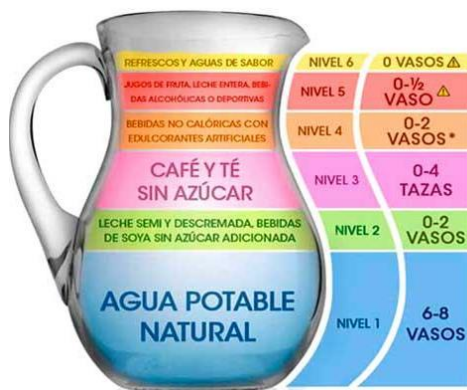 REFRESCOS Y AGUAS DE SABOR
NIVEL 6
0 VASOS ⚠
JUGOS DE FRUTA, LECHE ENTERA, BEBI-
DAS ALCOHÓLICAS O DEPORTIVAS
NIVEL 5
0-½
VASO ⚠
BEBIDAS NO CALÓRICAS CON
EDULCORANTES ARTIFICIALES
NIVEL 4
0-2
VASOS*
CAFÉ Y TÉ
SIN AZÚCAR
NIVEL 3
0-4
TAZAS
LECHE SEMI Y DESCREMADA, BEBIDAS
DE SOYA SIN AZÚCAR ADICIONADA
NIVEL 2
0-2
VASOS
AGUA POTABLE
NATURAL
NIVEL 1
6-8
VASOS